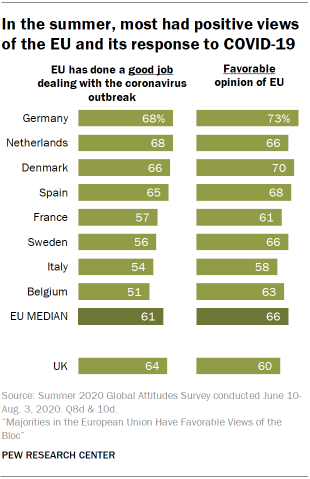 In the summer, most had positive views
of the EU and its response to COVID-19
EU has done a good job
dealing with the coronavirus
outbreak
Favorable
opinion of EU
Germany 68% 73%
Netherlands 68 66
Denmark 66 70
Spain 65 68
France 57 61
Sweden 56 66
Italy 54 58
Belgium 51 63
EU MEDIAN 61 66
UK 64 60
Source: Summer 2020 Global Attitudes Survey conducted June 10-
Aug. 3, 2020. Q8d & 10d.
"Majorities in the European Union Have Favorable Views of the
Bloc"
PEW RESEARCH CENTER